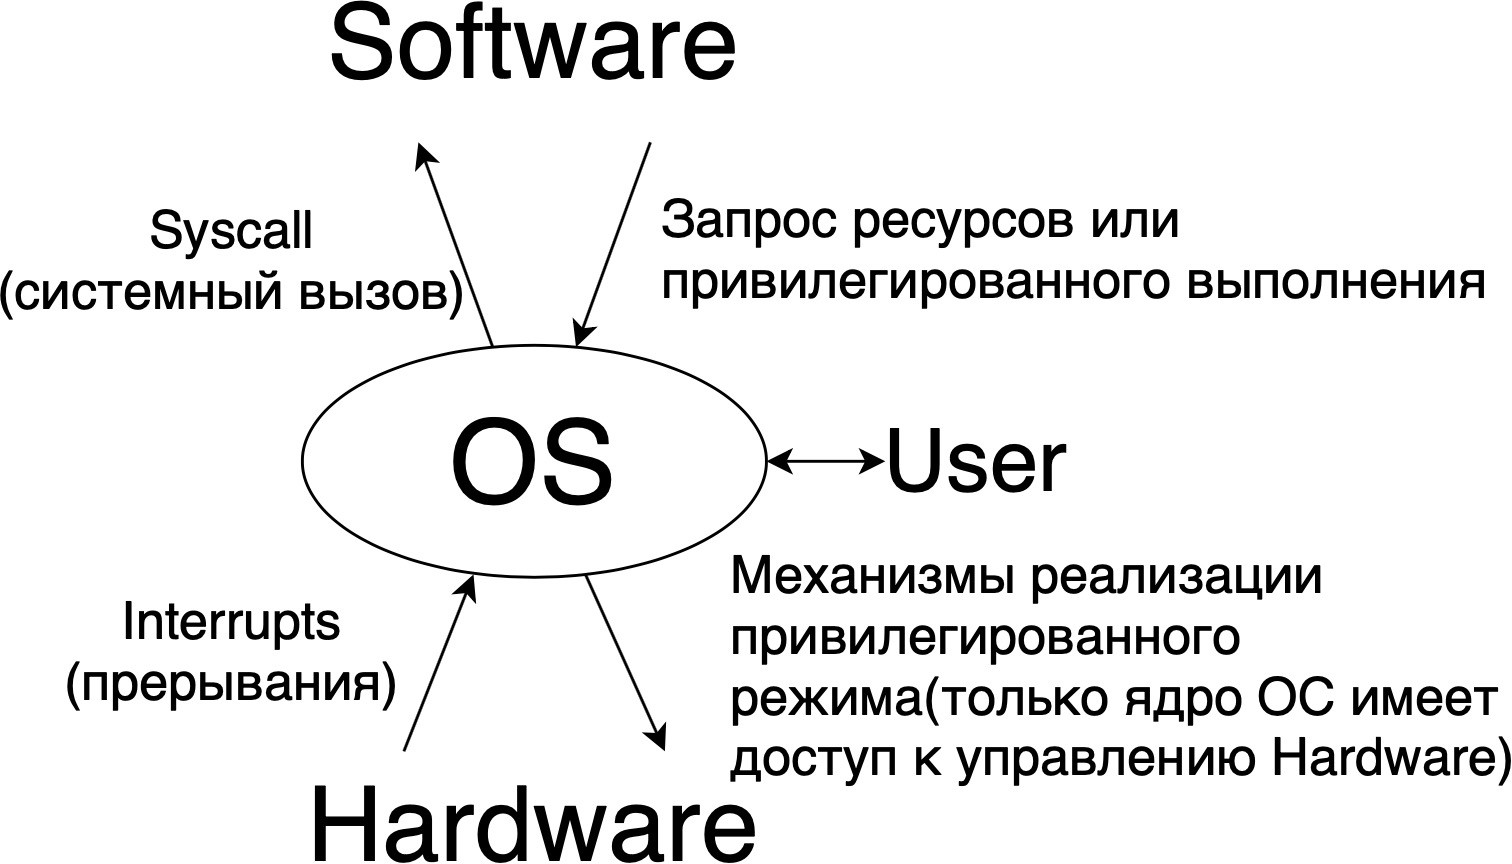 Software
Syscall
(системный вызов)
Запрос ресурсов или
привилегированного выполнения
OS
User
Interrupts
(прерывания)
Механизмы реализации
привилегированного
режима(только ядро ОС имеет
доступ к управлению Hardware)
Hardware